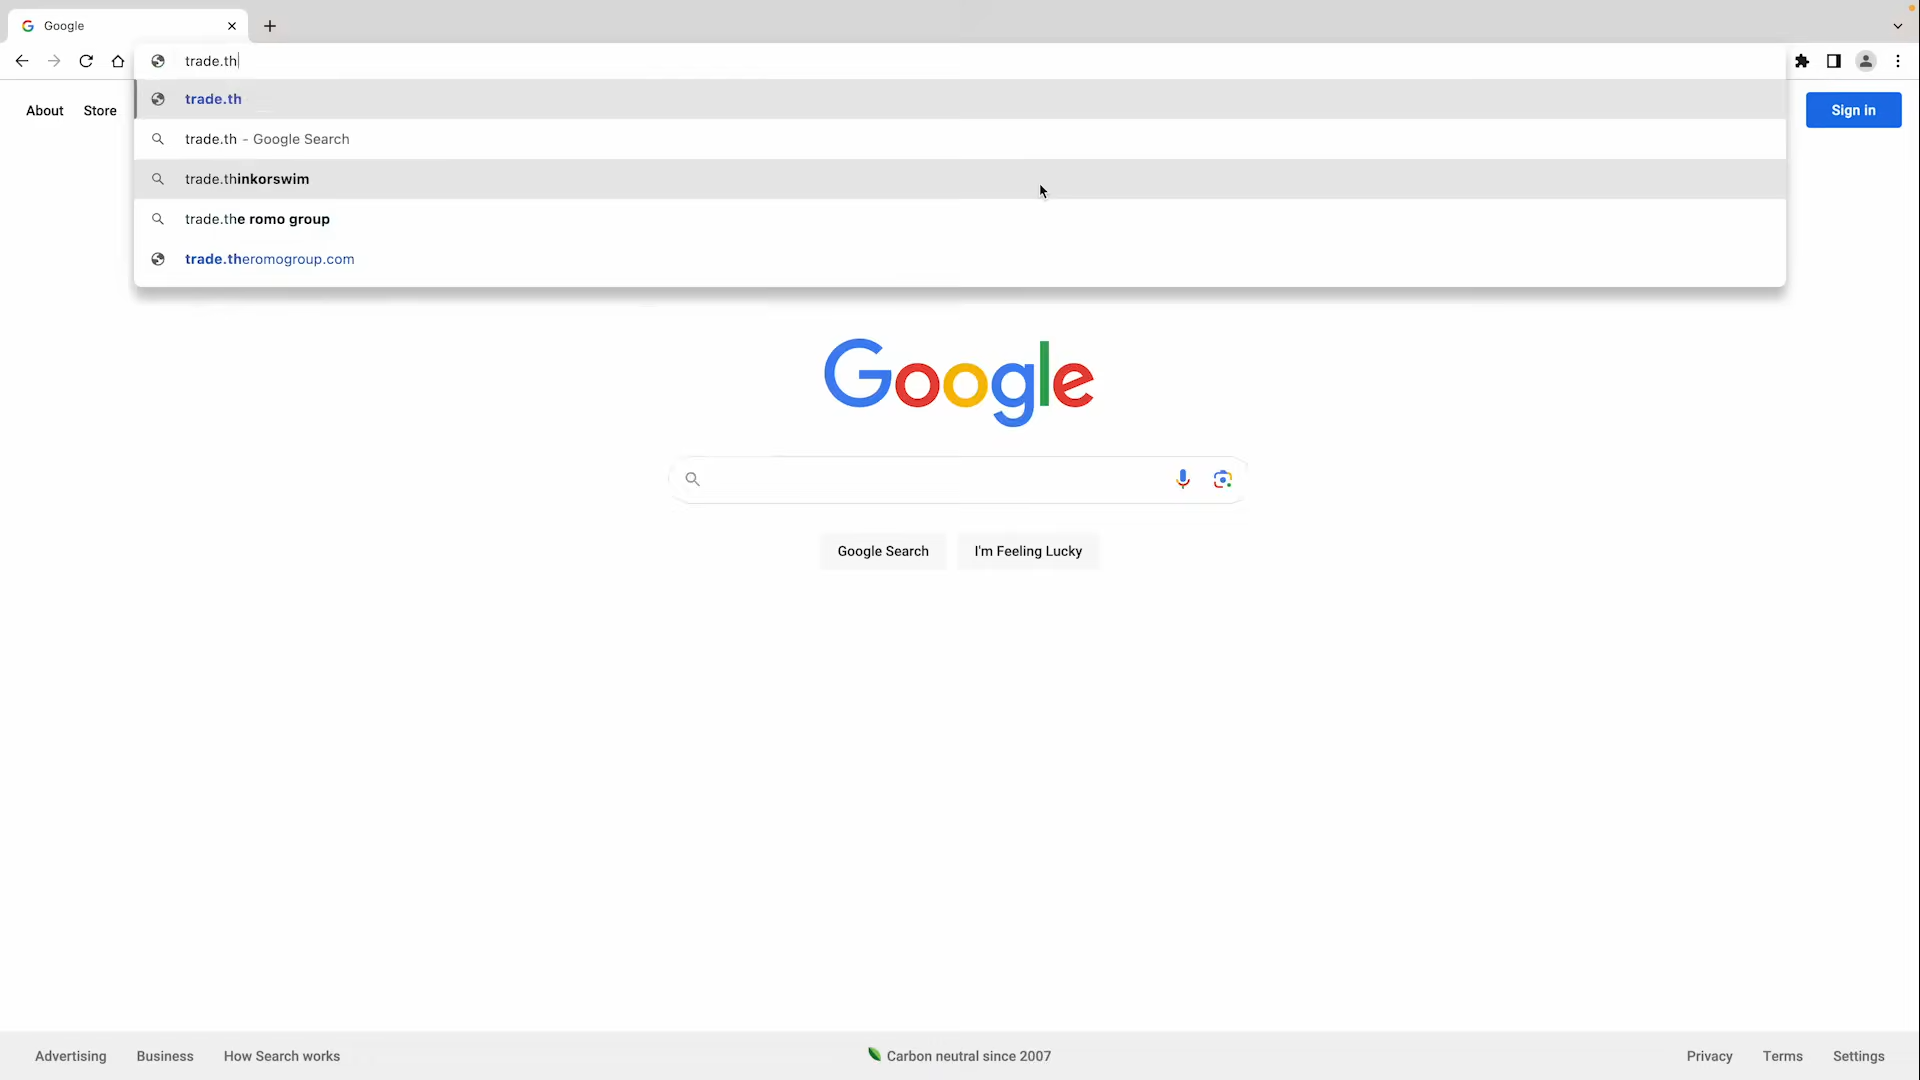 Google
trade.th
trade.th
trade.th - Google Search
trade.thinkorswim
trade.the romo group
trade.theromogroup.com
About
Store
Sign in
Google
Google Search
I'm Feeling Lucky
Advertising
Business
How Search works
Carbon neutral since 2007
Privacy
Terms
Settings